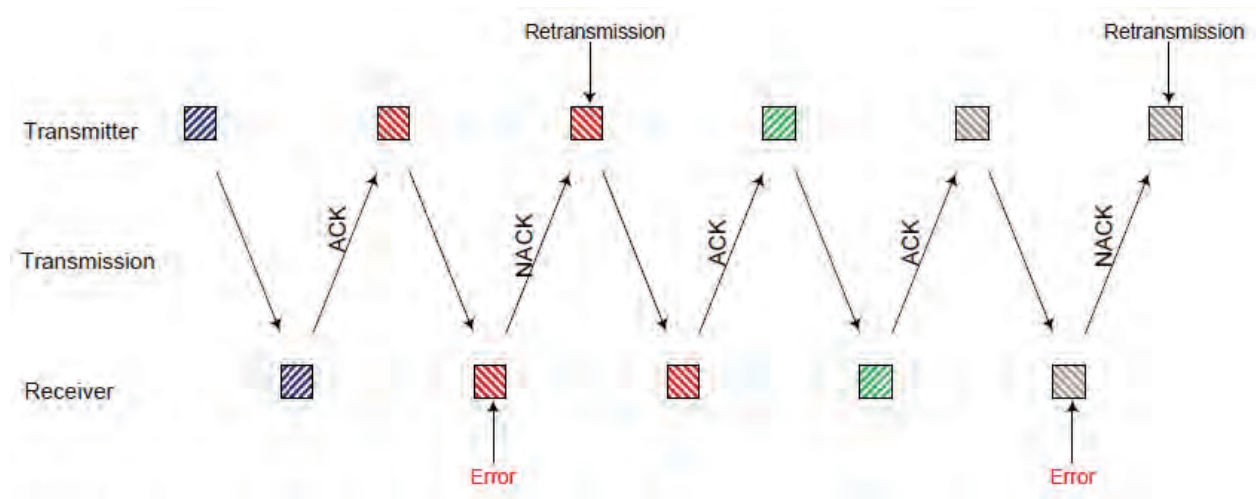 Retransmission
Retransmission
Transmitter
ACK
NACK
ACK
ACK
NACK
Transmission
Receiver
Error
Error